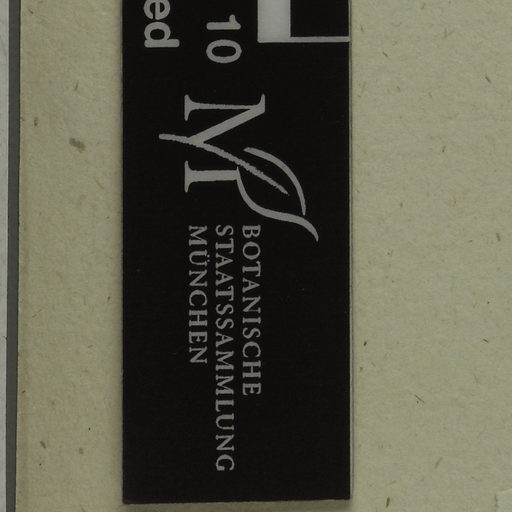 10
ed
BOTANISCHE
STAATSSAMMLUNG
MÜNCHEN